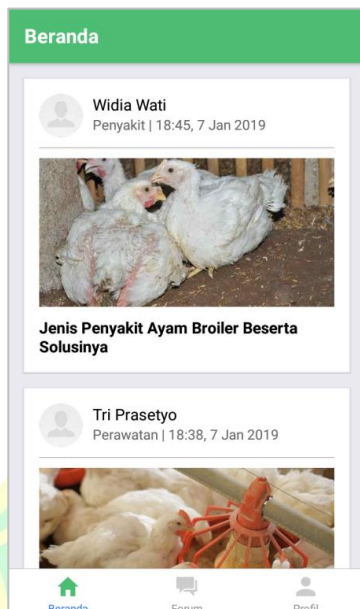 Beranda
Widia Wati
Penyakit | 18:45, 7 Jan 2019
Jenis Penyakit Ayam Broiler Beserta
Solusinya
Tri Prasetyo
Perawatan | 18:38, 7 Jan 2019
Beranda
Forum
Profil